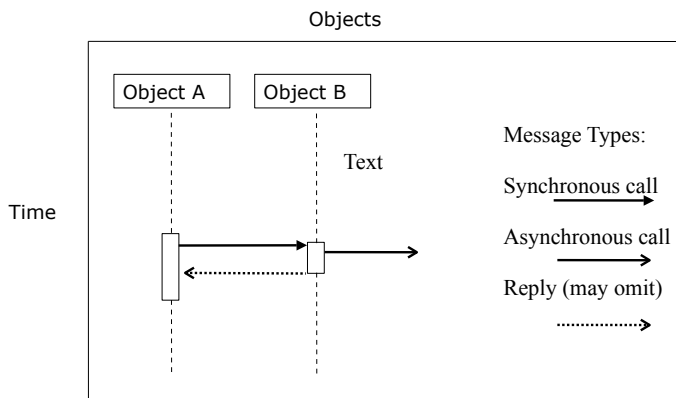 Objects
Object A
Object B
Text
Message Types:
Synchronous call
Time
Asynchronous call
Reply (may omit)